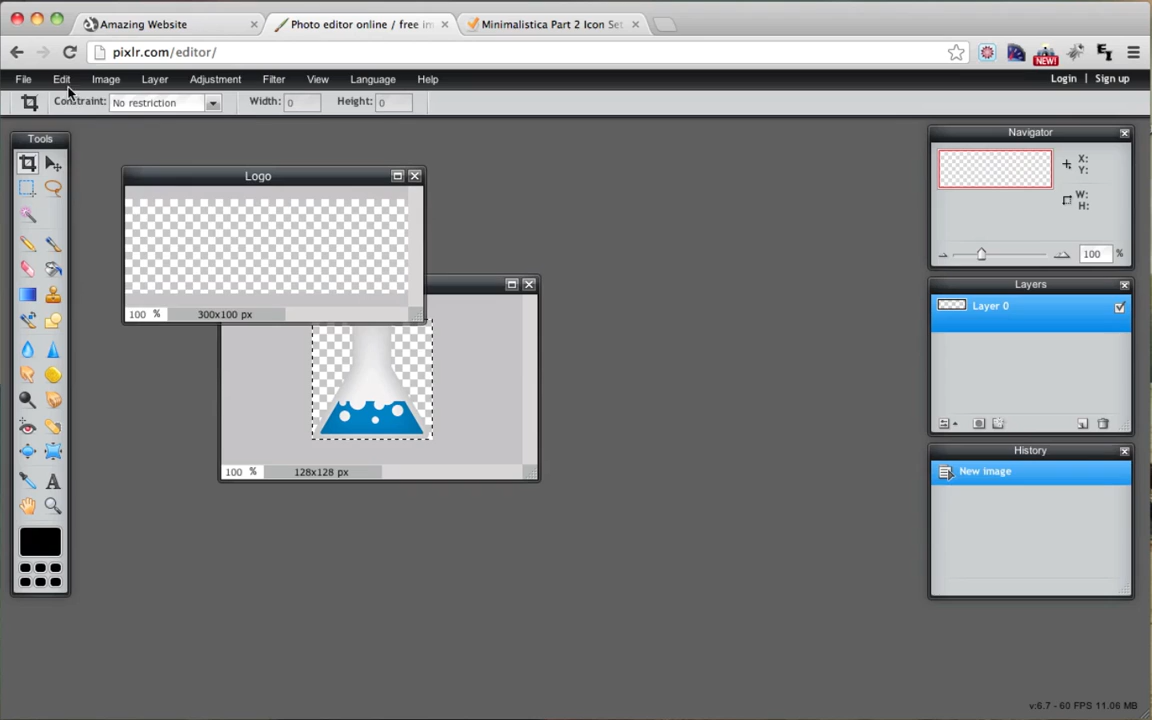 Amazing Website
Photo editor online / free im
Minimalistica Part 2 Icon Set
pixlr.com/editor/
NEW!
File Edit Image Layer Adjustment Filter View Language Help
Login Sign up
Constraint: No restriction Width: 0 Height: 0
Tools
Logo
100 % 300x100 px
100 % 128x128 px
Navigator
X:
Y:
W:
H:
100 %
Layers
Layer 0
History
New image
v:6.7 - 60 FPS 11.06 MB